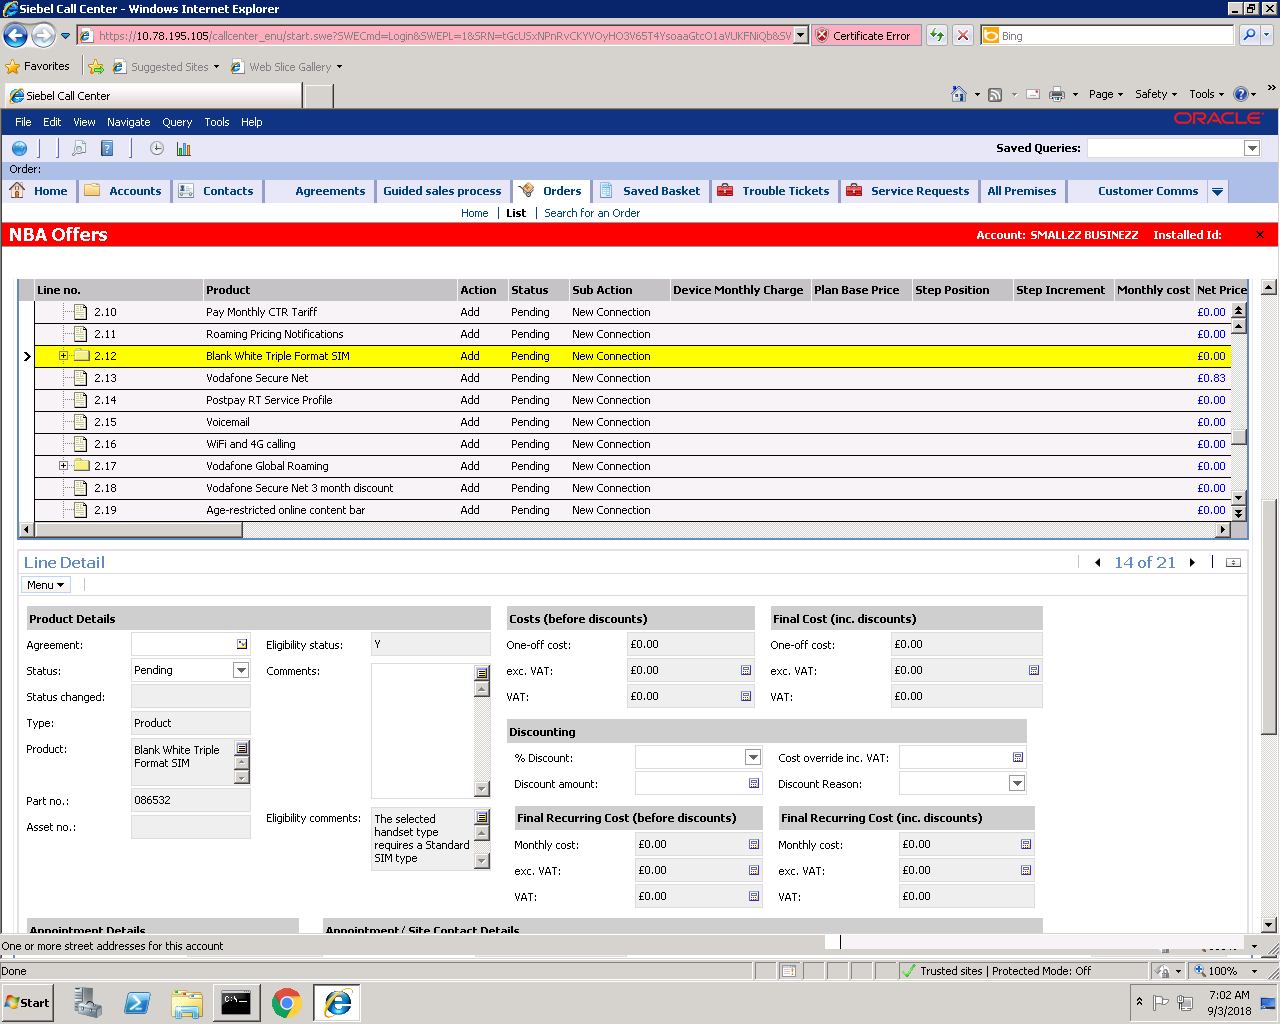 Siebel Call Center - Windows Internet Explorer
https://10.78.195.105/callcenter_enu/start.swe?SWECmd=Login&SWEPL=1&SRN=tGcUSxNPnRvCKYVOyHO3V65T4YsoaaGtcO1aVUKFNiQb&SW
Certificate Error
Bing
Favorites
Suggested Sites
Web Slice Gallery
Siebel Call Center
Page
Safety
Tools
File Edit View Navigate Query Tools Help
ORACLE
Saved Queries:
Order:
Home
Accounts
Contacts
Agreements
Guided sales process
Orders
Saved Basket
Trouble Tickets
Service Requests
All Premises
Customer Comms
Home | List | Search for an Order
NBA Offers
Account: SMALLZZ BUSINEZZ Installed Id:
Line no. Product Action Status Sub Action Device Monthly Charge Plan Base Price Step Position Step Increment Monthly cost Net Price
2.10 Pay Monthly CTR Tariff Add Pending New Connection £0.00
2.11 Roaming Pricing Notifications Add Pending New Connection £0.00
2.12 Blank White Triple Format SIM Add Pending New Connection £0.00
2.13 Vodafone Secure Net Add Pending New Connection £0.83
2.14 Postpay RT Service Profile Add Pending New Connection £0.00
2.15 Voicemail Add Pending New Connection £0.00
2.16 WiFi and 4G calling Add Pending New Connection £0.00
2.17 Vodafone Global Roaming Add Pending New Connection £0.00
2.18 Vodafone Secure Net 3 month discount Add Pending New Connection £0.00
2.19 Age-restricted online content bar Add Pending New Connection £0.00
Line Detail
14 of 21
Menu
Product Details
Agreement:
Status: Pending
Status changed:
Type: Product
Product: Blank White Triple
Format SIM
Part no.: 086532
Asset no.:
Eligibility status: Y
Comments:
Eligibility comments: The selected
handset type
requires a Standard
SIM type
Costs (before discounts)
One-off cost: £0.00
exc. VAT: £0.00
VAT: £0.00
Final Cost (inc. discounts)
One-off cost: £0.00
exc. VAT: £0.00
VAT: £0.00
Discounting
% Discount:
Discount amount:
Cost override inc. VAT:
Discount Reason:
Final Recurring Cost (before discounts)
Monthly cost: £0.00
exc. VAT: £0.00
VAT: £0.00
Final Recurring Cost (inc. discounts)
Monthly cost: £0.00
exc. VAT: £0.00
VAT: £0.00
Appointment Details
Appointment/ Site Contact Details
One or more street addresses for this account
Done
Trusted sites | Protected Mode: Off
100%
Start
7:02 AM
9/3/2018